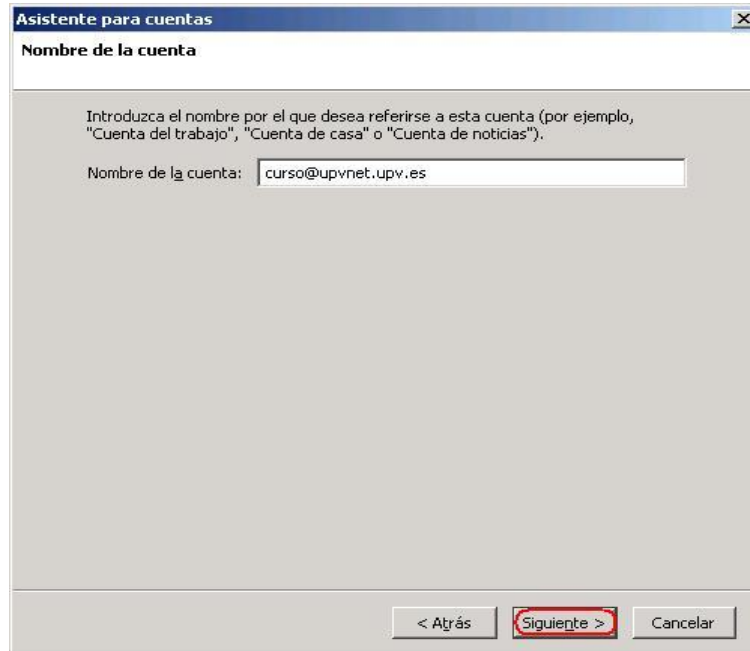 Asistente para cuentas
Nombre de la cuenta
Introduzca el nombre por el que desea referirse a esta cuenta (por ejemplo,
"Cuenta del trabajo", "Cuenta de casa" o "Cuenta de noticias").
Nombre de la cuenta: curso@upvnet.upv.es
< Atrás Siguiente > Cancelar